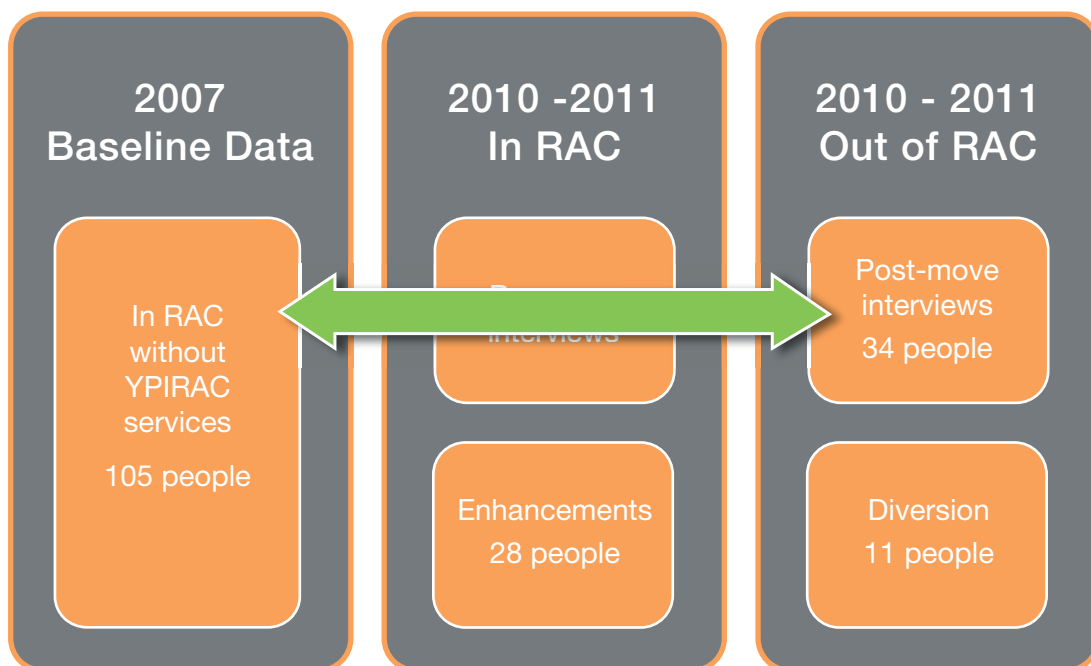 2007
Baseline Data
In RAC
without
YPIRAC
services
105 people
2010 -2011
In RAC
interviews
Enhancements
28 people
2010 - 2011
Out of RAC
Post-move
interviews
34 people
Diversion
11 people